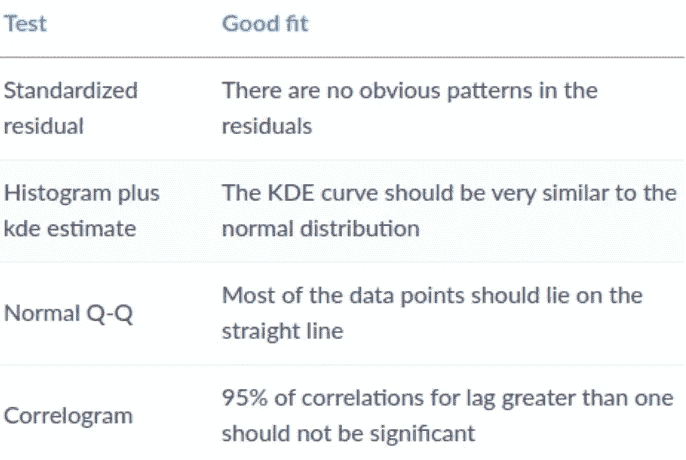 Test Good fit
Standardized There are no obvious patterns in the
residual residuals
Histogram plus The KDE curve should be very similar to the
kde estimate normal distribution
Normal Q-Q Most of the data points should lie on the
straight line
Correlogram 95% of correlations for lag greater than one
should not be significant